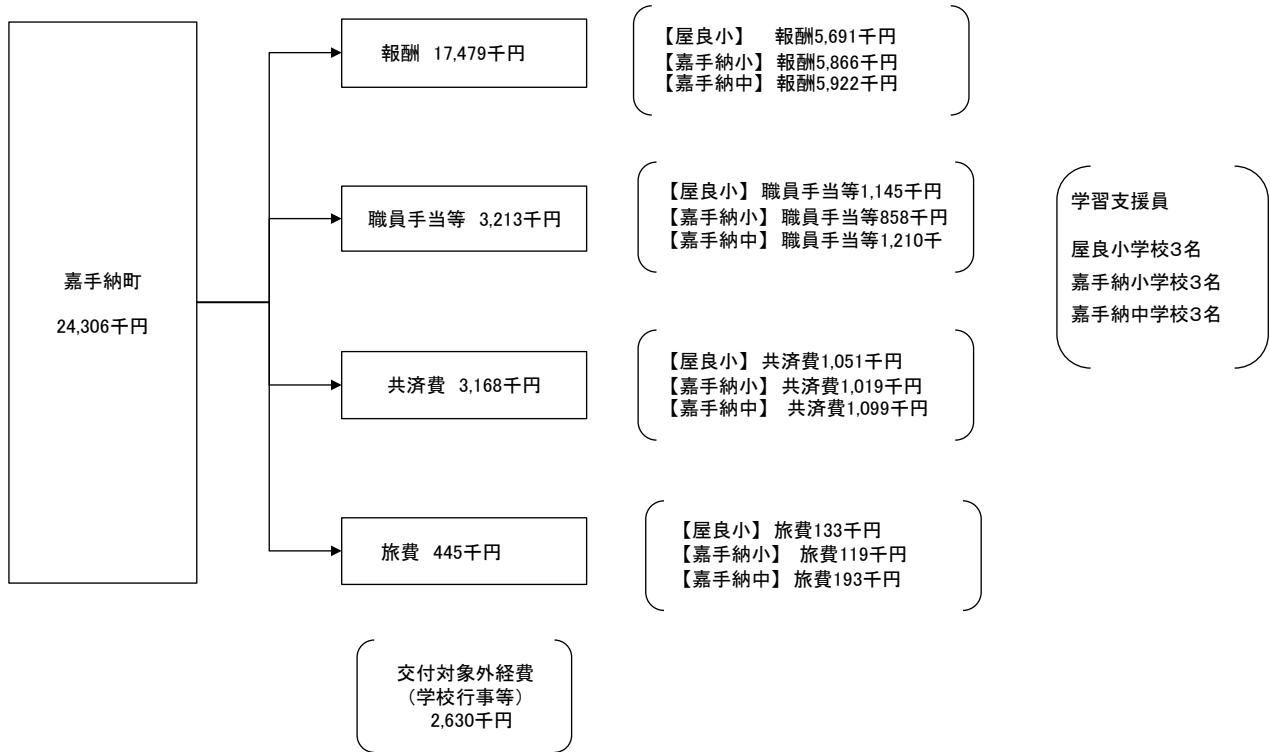 嘉手納町
24,306千円
報酬 17,479千円
【屋良小】 報酬5,691千円
【嘉手納小】 報酬5,866千円
【嘉手納中】 報酬5,922千円
職員手当等 3,213千円
【屋良小】 職員手当等1,145千円
【嘉手納小】 職員手当等858千円
【嘉手納中】 職員手当等1,210千
学習支援員
屋良小学校3名
嘉手納小学校3名
嘉手納中学校3名
共済費 3,168千円
【屋良小】 共済費1,051千円
【嘉手納小】 共済費1,019千円
【嘉手納中】 共済費1,099千円
旅費 445千円
【屋良小】 旅費133千円
【嘉手納小】 旅費119千円
【嘉手納中】 旅費193千円
交付対象外経費
(学校行事等)
2,630千円